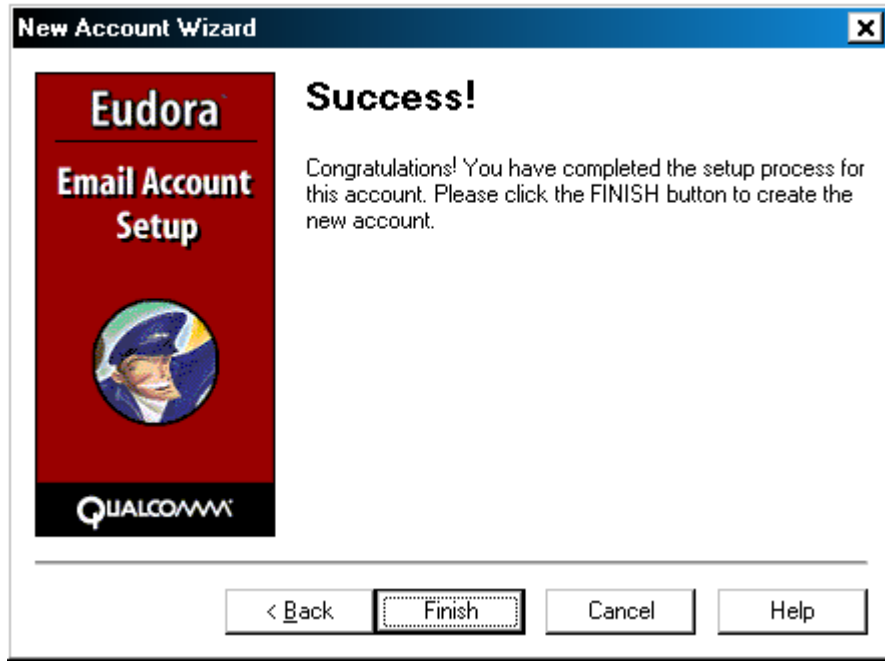 New Account Wizard
Eudora
Email Account
Setup
QUALCOMM
Success!
Congratulations! You have completed the setup process for
this account. Please click the FINISH button to create the
new account.
< Back
Finish
Cancel
Help